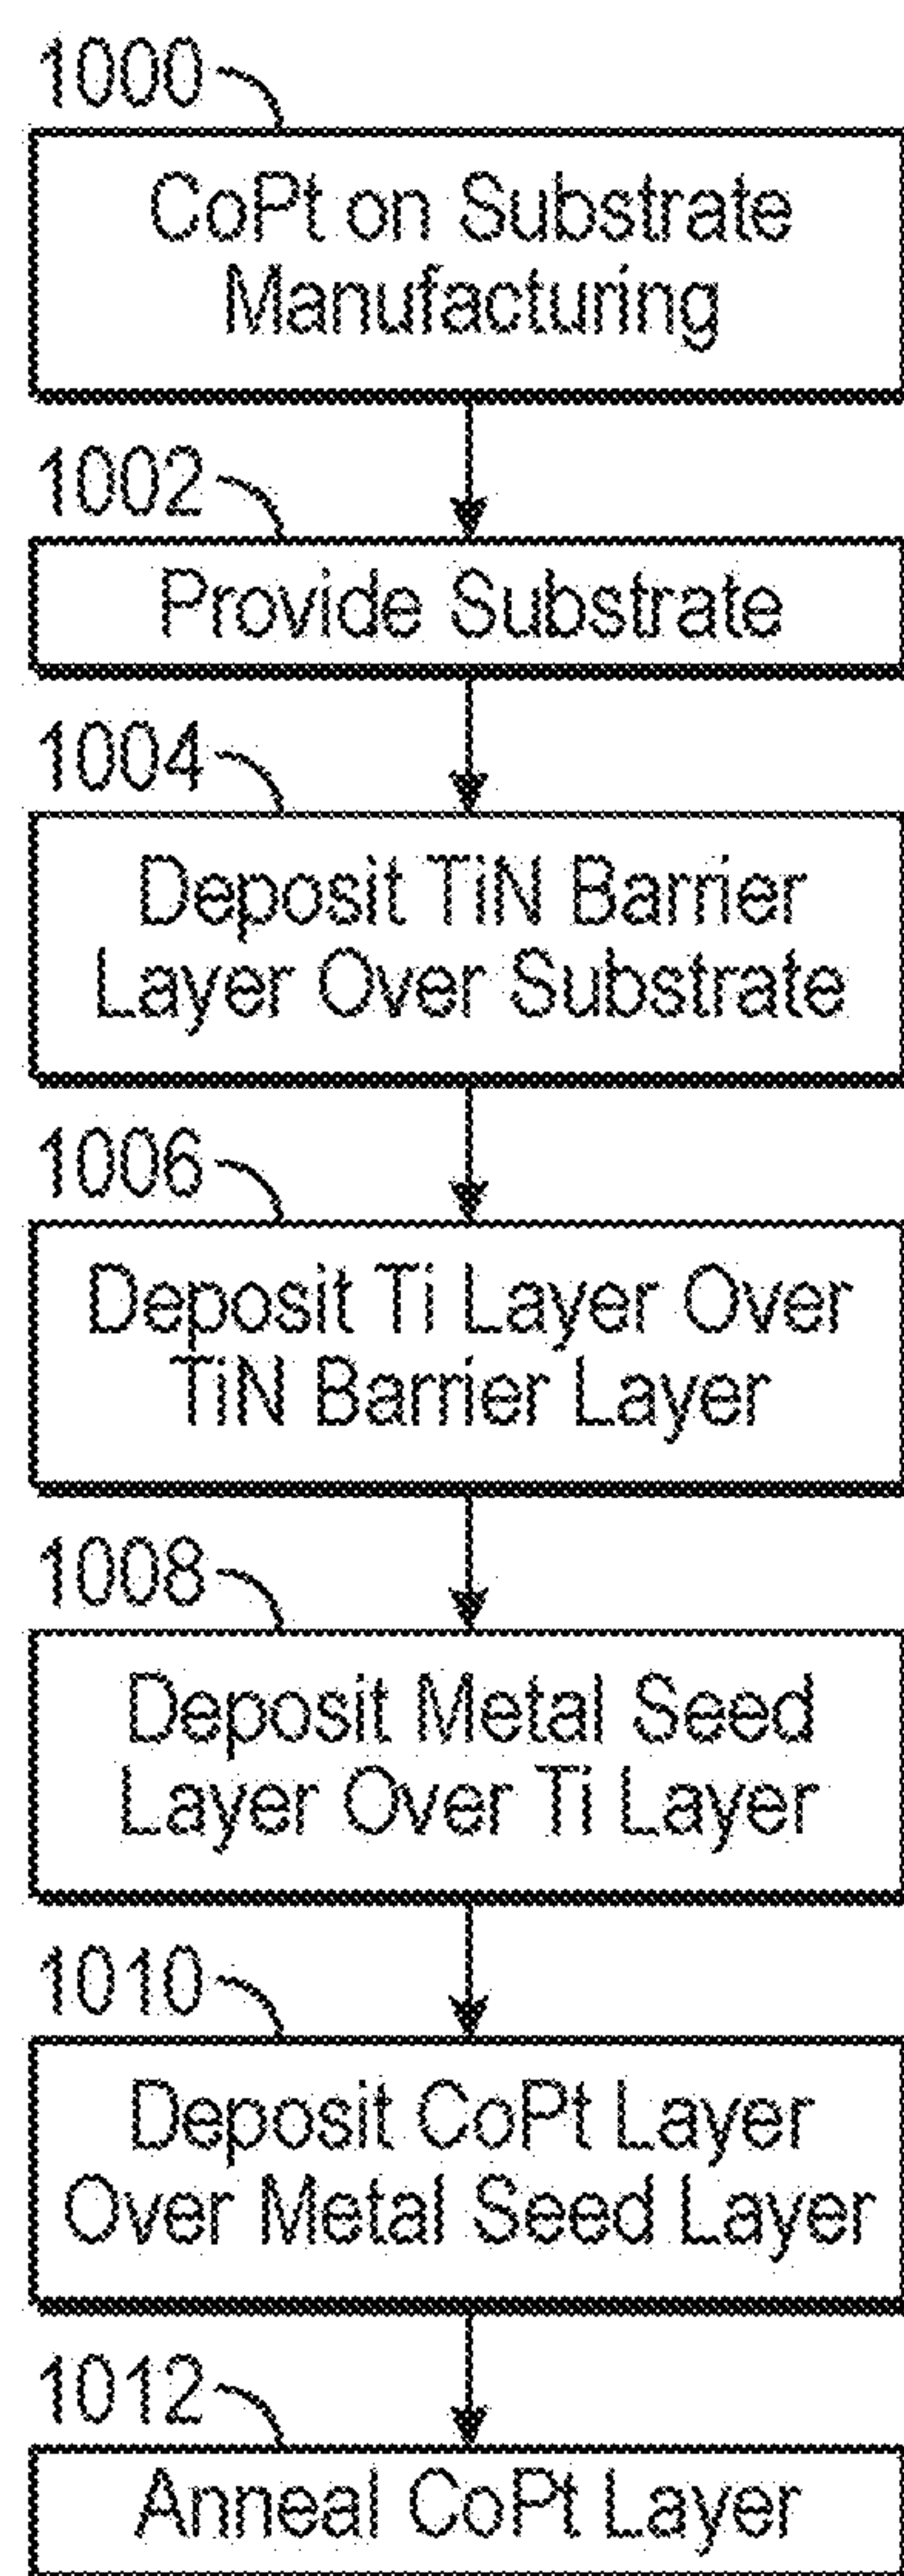 1000
CoPt on Substrate
Manufacturing
1002
Provide Substrate
1004
Deposit TiN Barrier
Layer Over Substrate
1006
Deposit Ti Layer Over
TiN Barrier Layer
1008
Deposit Metal Seed
Layer Over Ti Layer
1010
Deposit CoPt Layer
Over Metal Seed Layer
1012
Anneal CoPt Layer